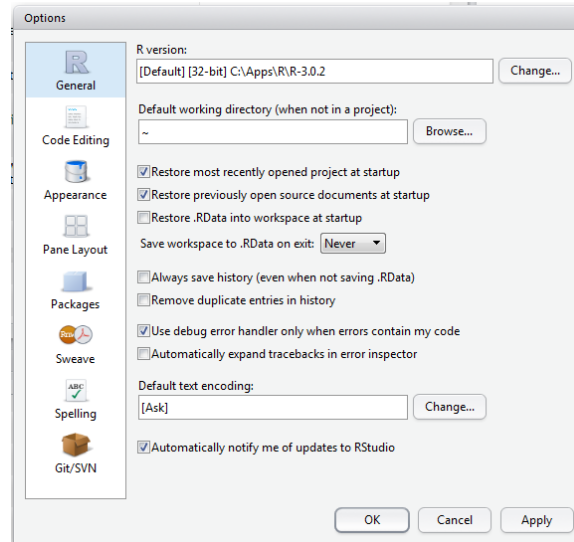 Options
R
General
Code Editing
Appearance
Pane Layout
Packages
Sweave
ABC
Spelling
Git/SVN
R version:
[Default] [32-bit] C:\Apps\R\R-3.0.2
Change...
Default working directory (when not in a project):
~
Browse...
Restore most recently opened project at startup
Restore previously open source documents at startup
Restore .RData into workspace at startup
Save workspace to .RData on exit: Never
Always save history (even when not saving .RData)
Remove duplicate entries in history
Use debug error handler only when errors contain my code
Automatically expand tracebacks in error inspector
Default text encoding:
[Ask]
Change...
Automatically notify me of updates to RStudio
OK
Cancel
Apply